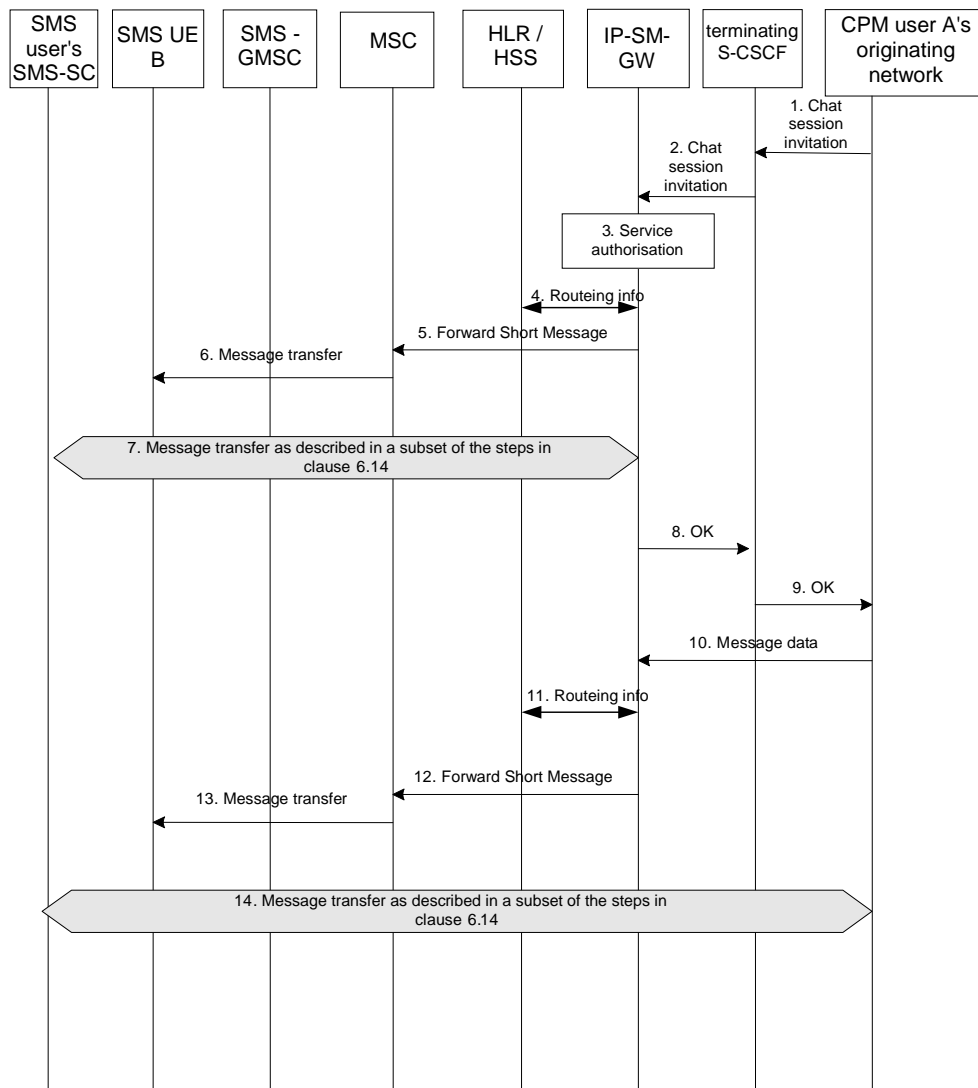 SMS
user's
SMS-SC
SMS UE
B
SMS -
GMSC
MSC
HLR /
HSS
IP-SM-
GW
terminating
S-CSCF
CPM user A's
originating
network
1. Chat
session
invitation
2. Chat
session
invitation
3. Service
authorisation
4. Routeing info
5. Forward Short Message
6. Message transfer
7. Message transfer as described in a subset of the steps in
clause 6.14
8. OK
9. OK
10. Message data
11. Routeing info
12. Forward Short Message
13. Message transfer
14. Message transfer as described in a subset of the steps in
clause 6.14